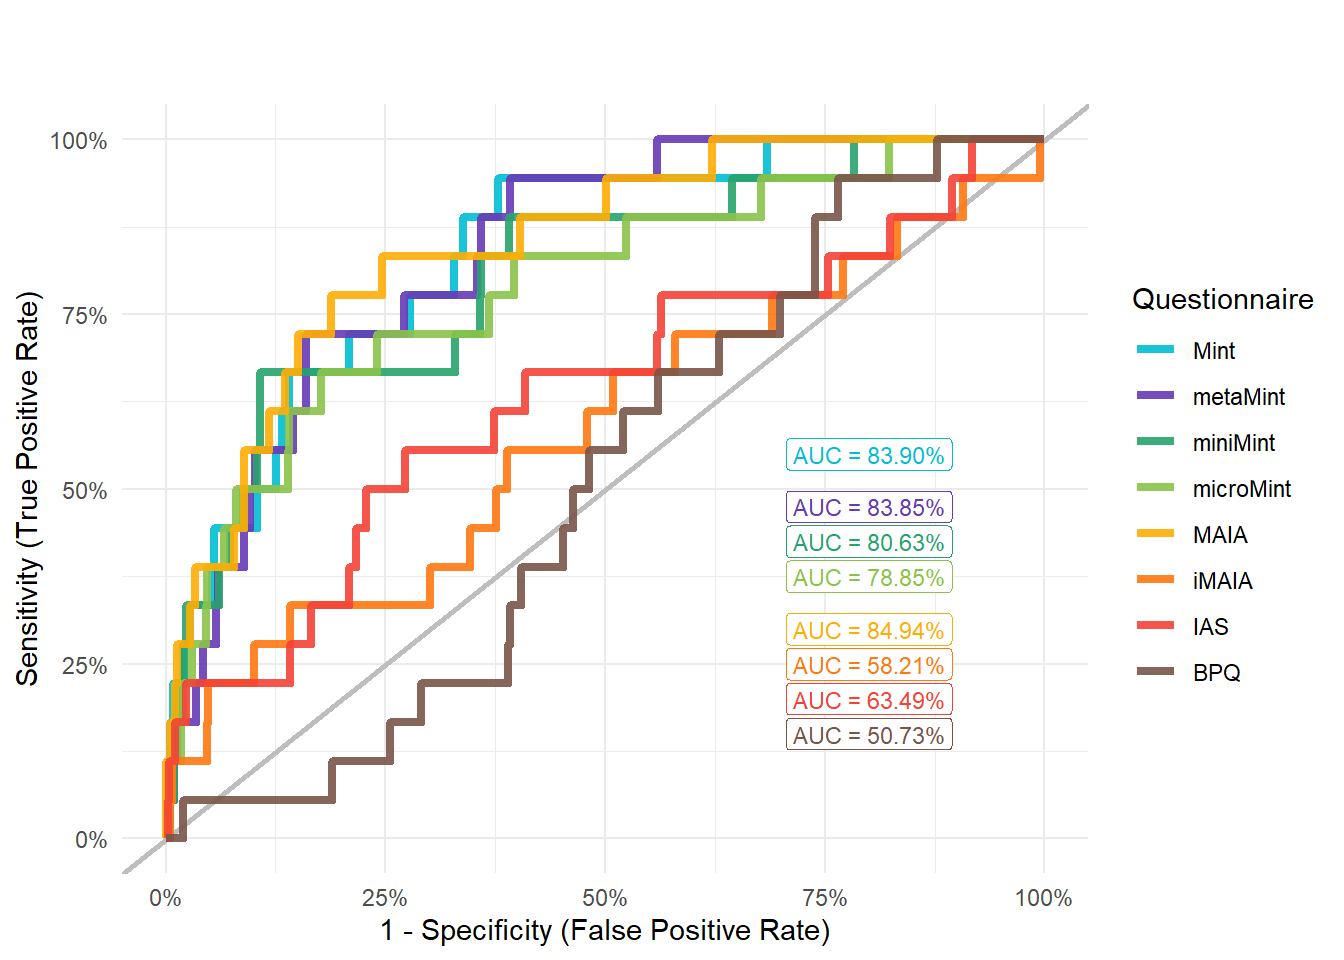 100%
75%
50%
25%
0%
0%
25%
50%
75%
100%
Sensitivity (True Positive Rate)
1 - Specificity (False Positive Rate)
AUC = 83.90%
AUC = 83.85%
AUC = 80.63%
AUC = 78.85%
AUC = 84.94%
AUC = 58.21%
AUC = 63.49%
AUC = 50.73%
Questionnaire
Mint
metaMint
miniMint
microMint
MAIA
iMAIA
IAS
BPQ